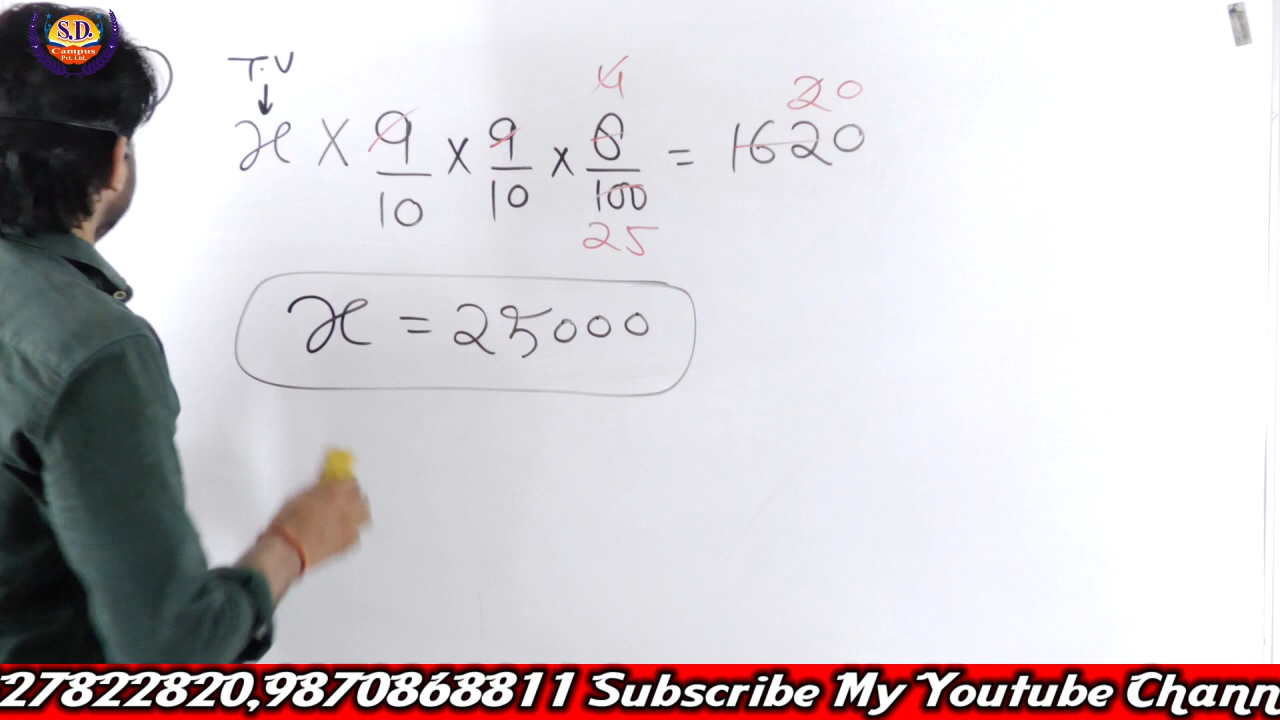 S.D.
Campus
Pvt. Ltd.
T.V
↓
x × 9/10 × 9/10 × 8/100 = 1620
4
20
25
x = 25000
27822820,9870868811 Subscribe My Youtube Chann